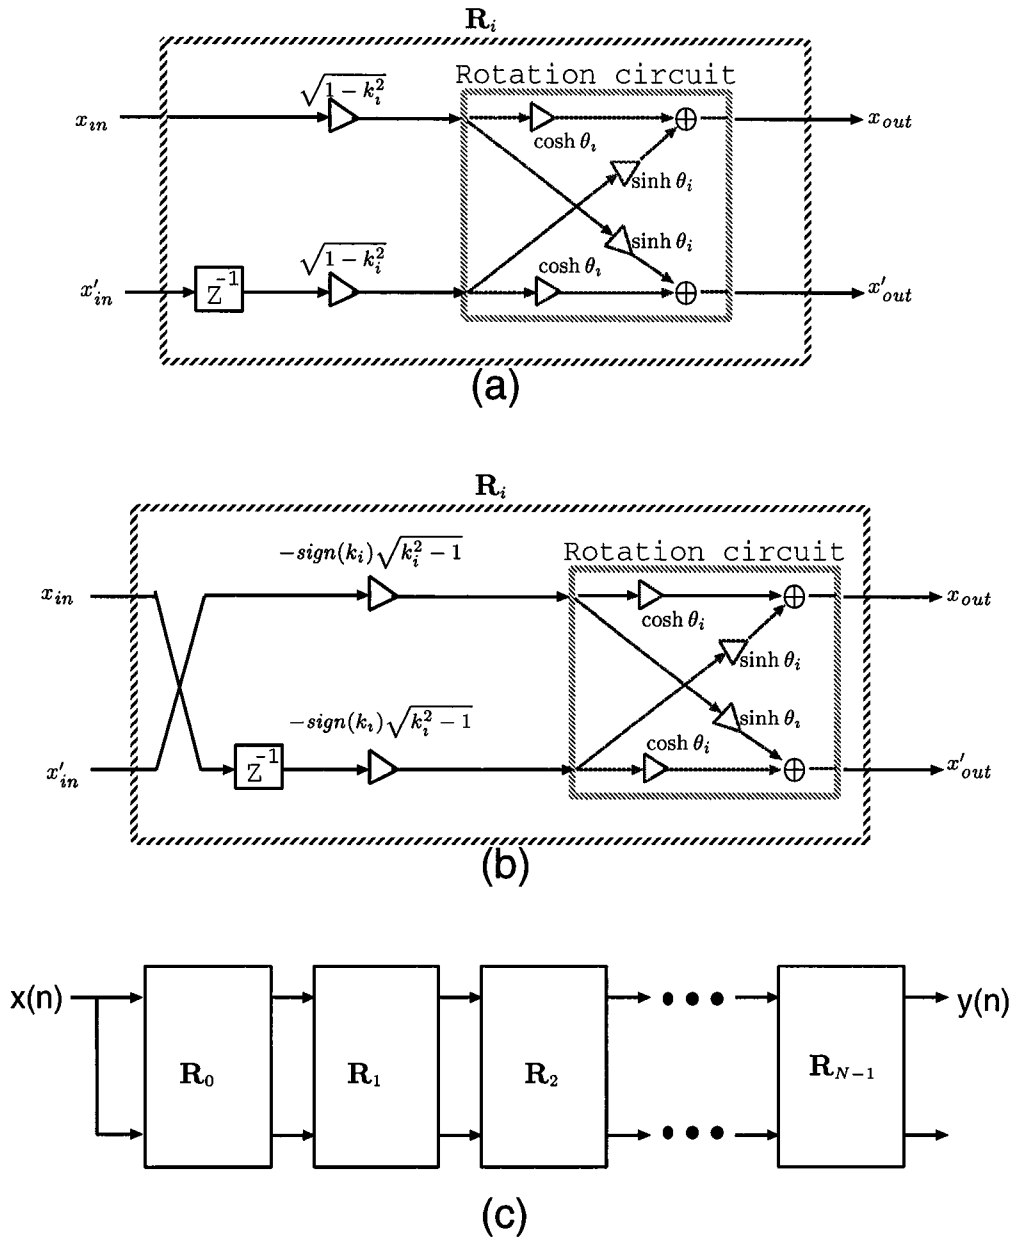 R_i
Rotation circuit
√(1 − k_i^2)
x_in
cosh θ_i
x_out
sinh θ_i
√(1 − k_i^2)
sinh θ_i
cosh θ_i
x'_in
Z^-1
x'_out
(a)
R_i
−sign(k_i)√(k_i^2 − 1)
Rotation circuit
x_in
cosh θ_i
x_out
sinh θ_i
−sign(k_i)√(k_i^2 − 1)
sinh θ_i
cosh θ_i
x'_in
Z^-1
x'_out
(b)
x(n)
y(n)
R_0
R_1
R_2
R_{N−1}
(c)